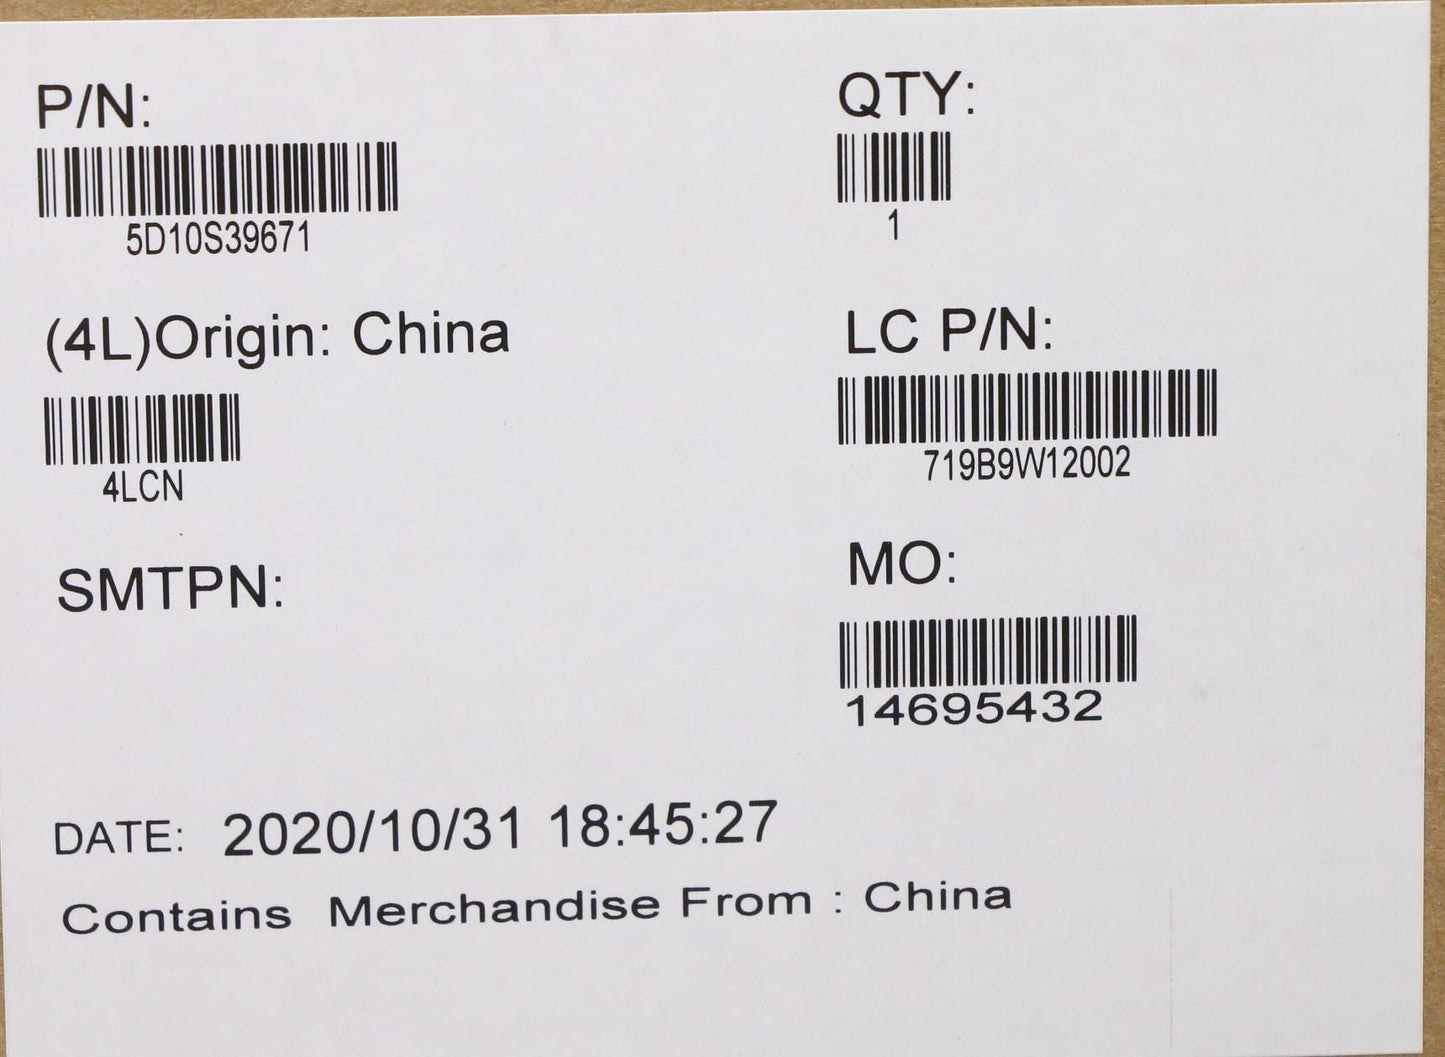 P/N:
5D10S39671
QTY:
1
(4L)Origin: China
4LCN
LC P/N:
719B9W12002
SMTPN:
MO:
14695432
DATE: 2020/10/31 18:45:27
Contains Merchandise From : China